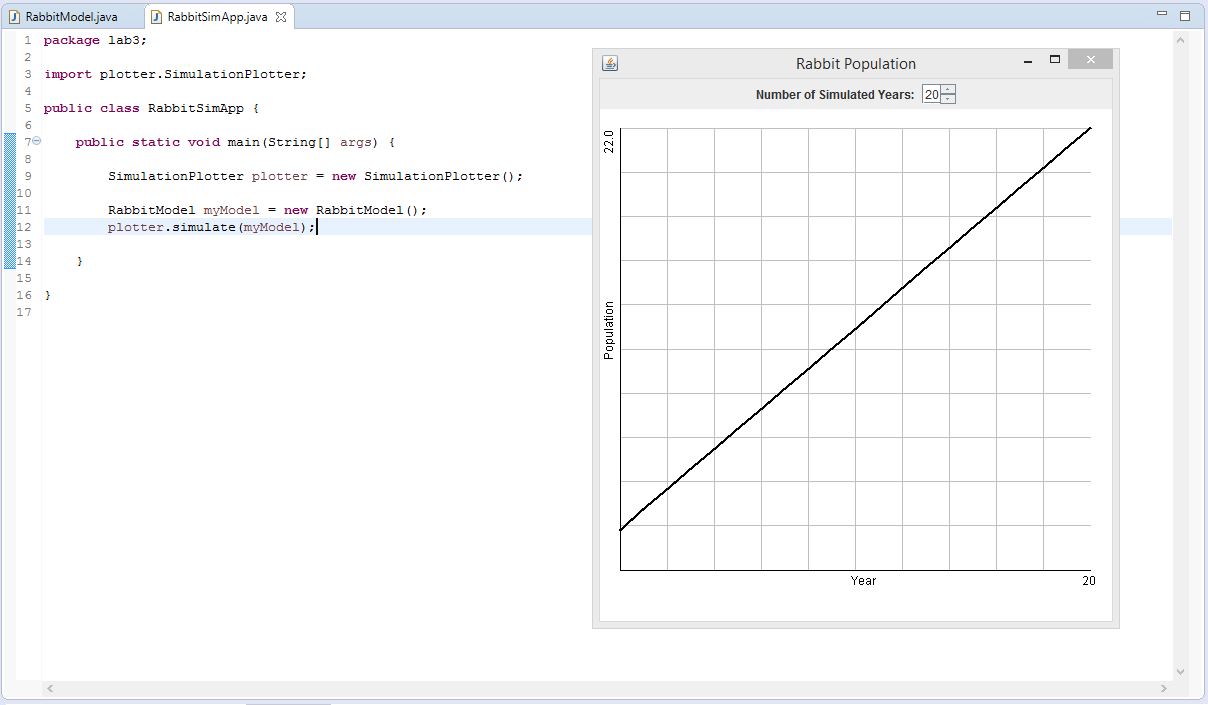 RabbitModel.java RabbitSimApp.java
1 package lab3;
2
3 import plotter.SimulationPlotter;
4
5 public class RabbitSimApp {
6
7 public static void main(String[] args) {
8
9 SimulationPlotter plotter = new SimulationPlotter();
10
11 RabbitModel myModel = new RabbitModel();
12 plotter.simulate(myModel);
13
14 }
15
16 }
17
Rabbit Population
Number of Simulated Years: 20
22.0
Population
Year
20